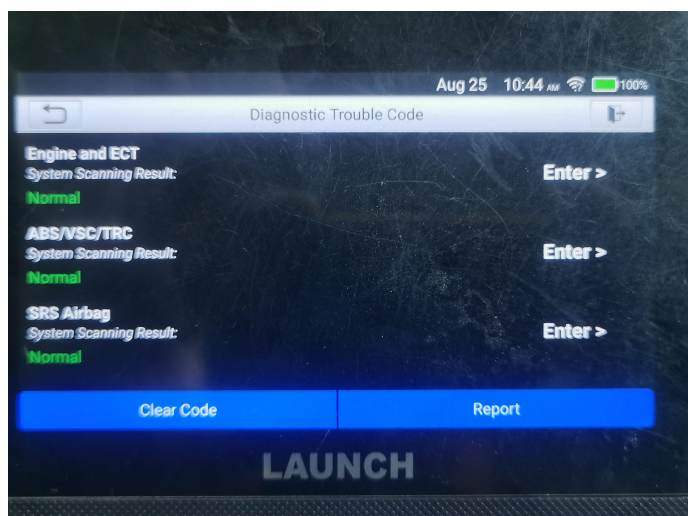 Aug 25 10:44 AM 100%
Diagnostic Trouble Code
Engine and ECT
System Scanning Result:
Enter >
Normal
ABS/VSC/TRC
System Scanning Result:
Enter >
Normal
SRS Airbag
System Scanning Result:
Enter >
Normal
Clear Code
Report
LAUNCH